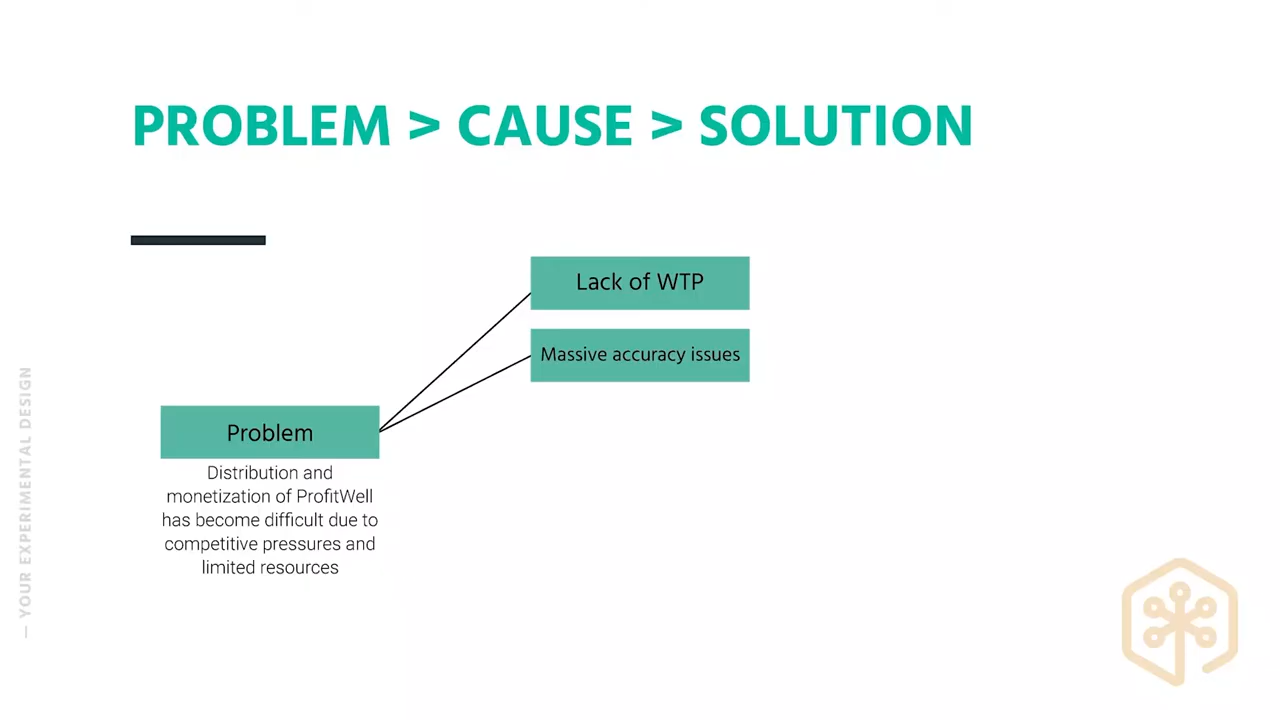 PROBLEM > CAUSE > SOLUTION
Lack of WTP
Massive accuracy issues
Problem
Distribution and
monetization of ProfitWell
has become difficult due to
competitive pressures and
limited resources
— YOUR EXPERIMENTAL DESIGN